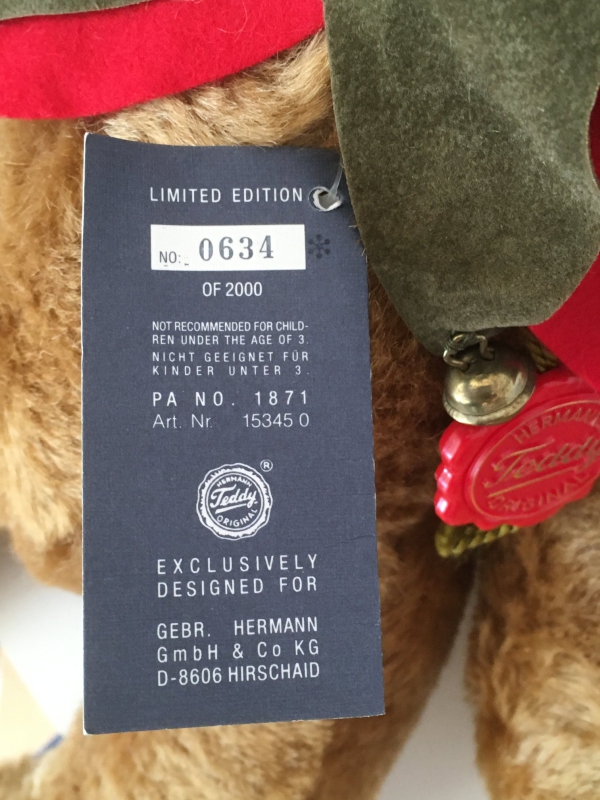 LIMITED EDITION
NO: 0634
OF 2000
NOT RECOMMENDED FOR CHILD-
REN UNDER THE AGE OF 3.
NICHT GEEIGNET FÜR
KINDER UNTER 3.
PA NO. 1871
Art. Nr. 15345 0
®
HERMANN
Teddy
ORIGINAL
EXCLUSIVELY
DESIGNED FOR
GEBR. HERMANN
GmbH & Co KG
D-8606 HIRSCHAID
HERMANN
Teddy
ORIGINAL